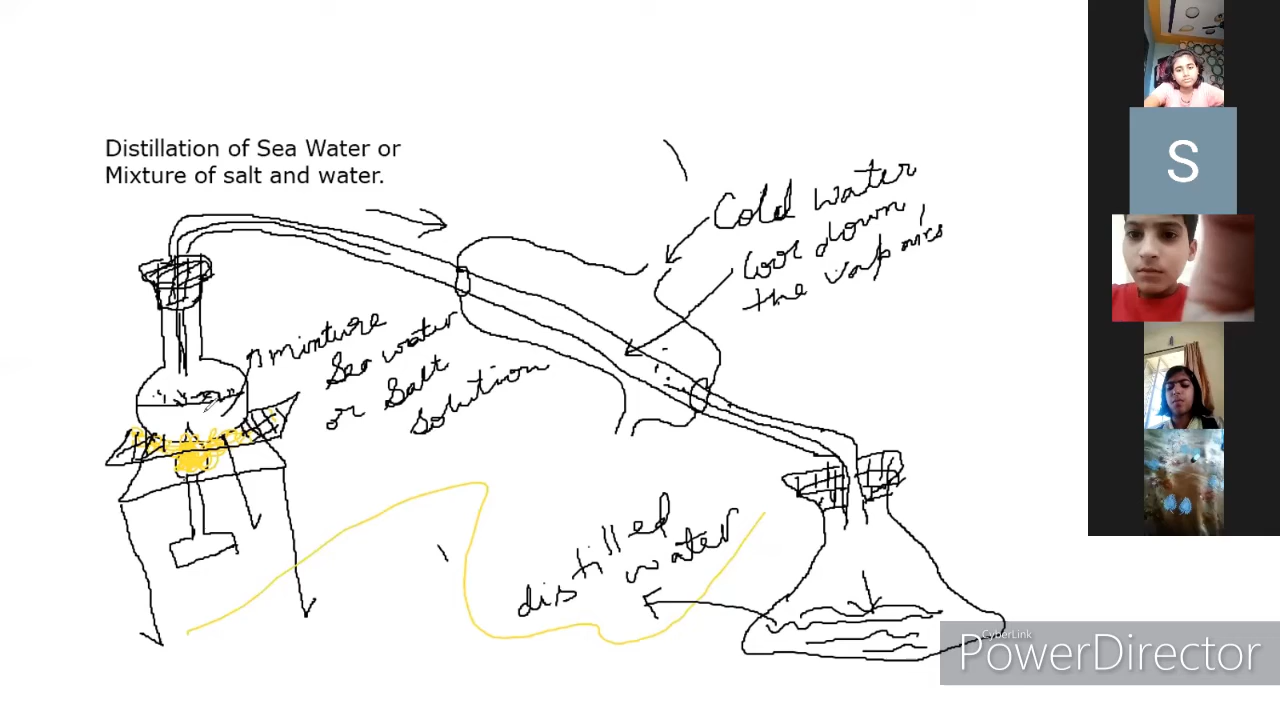 Distillation of Sea Water or
Mixture of salt and water.
Cold water
cool down
the vapours
mixture
Sea water
or Salt
Solution
distilled
water
S
CyberLink
PowerDirector